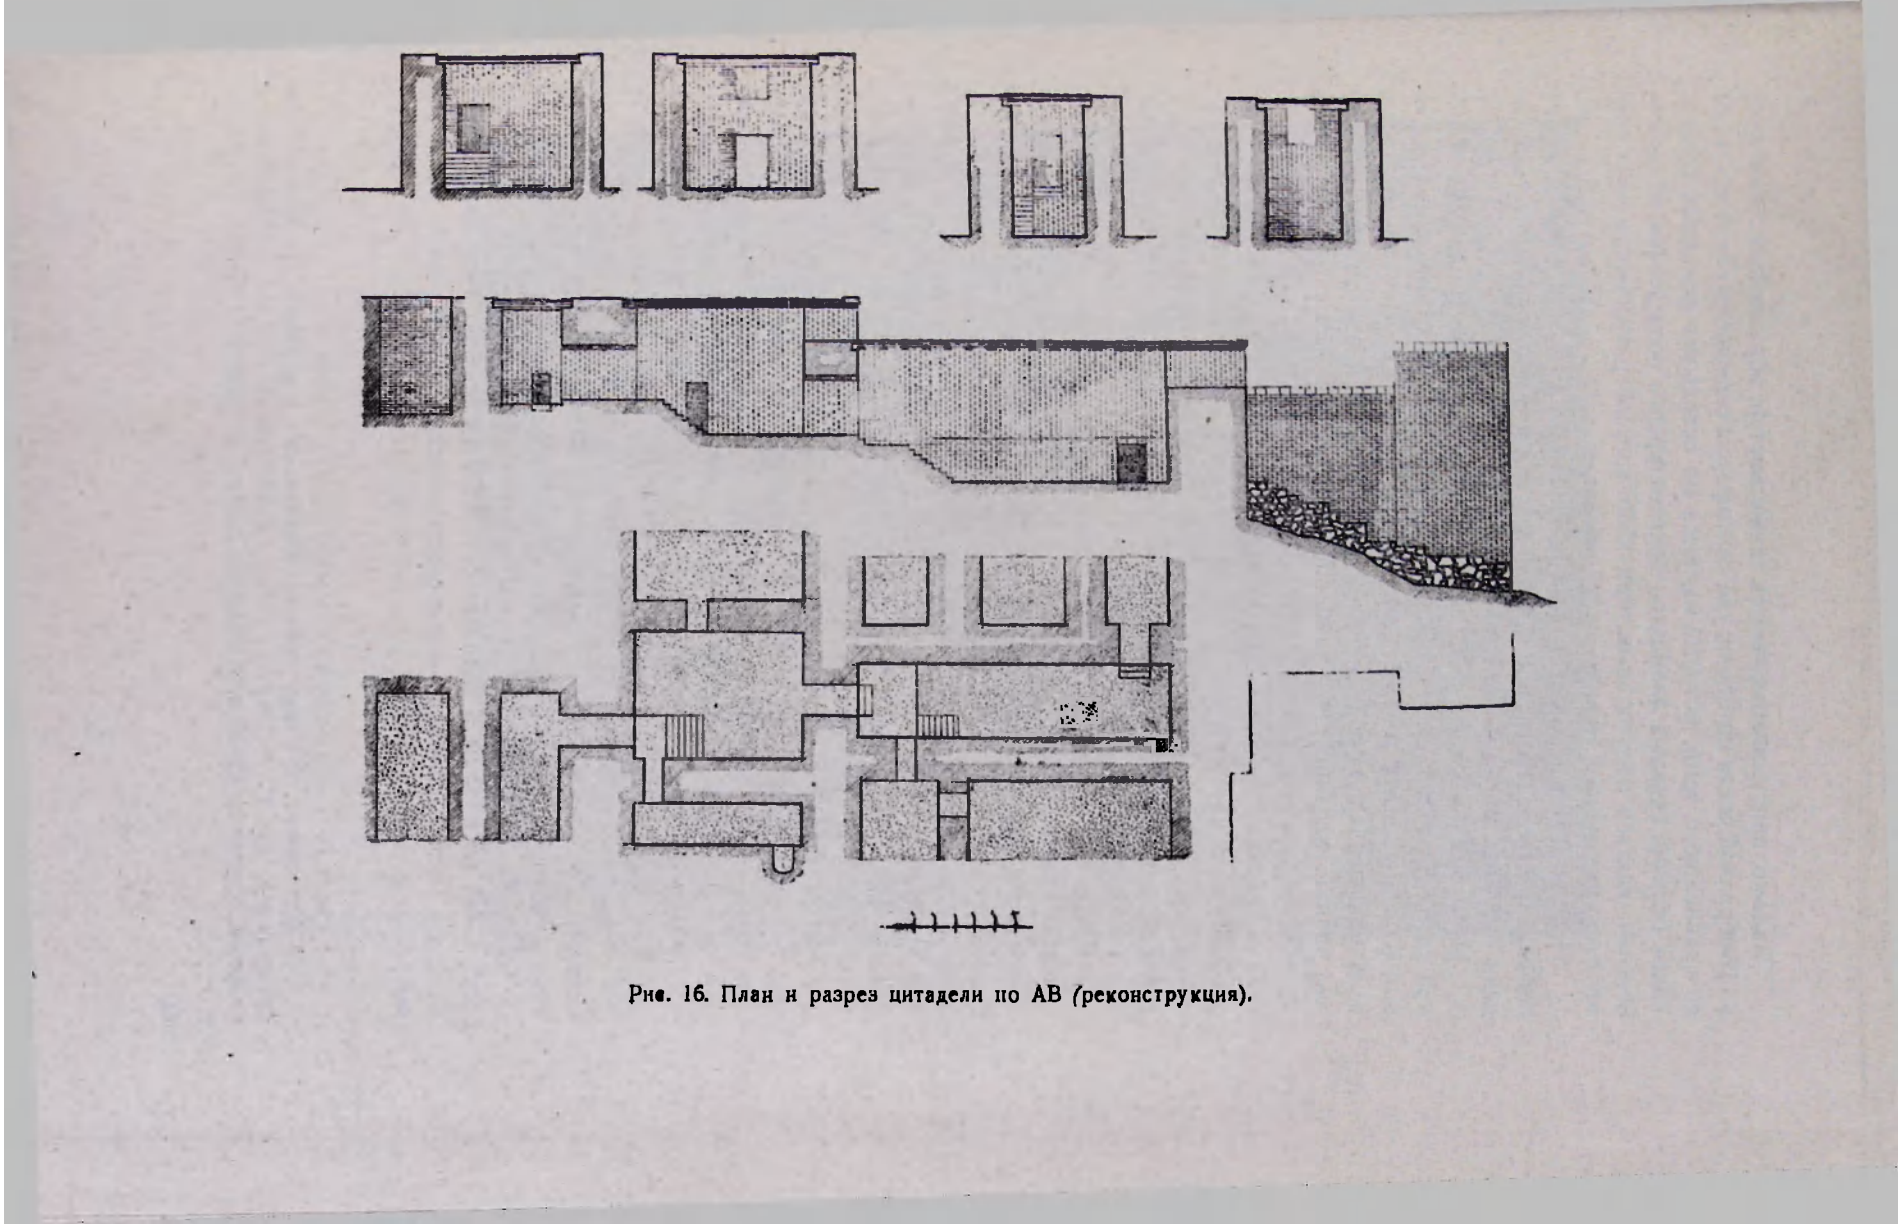 Рис. 16. План и разрез цитадели по АВ (реконструкция).